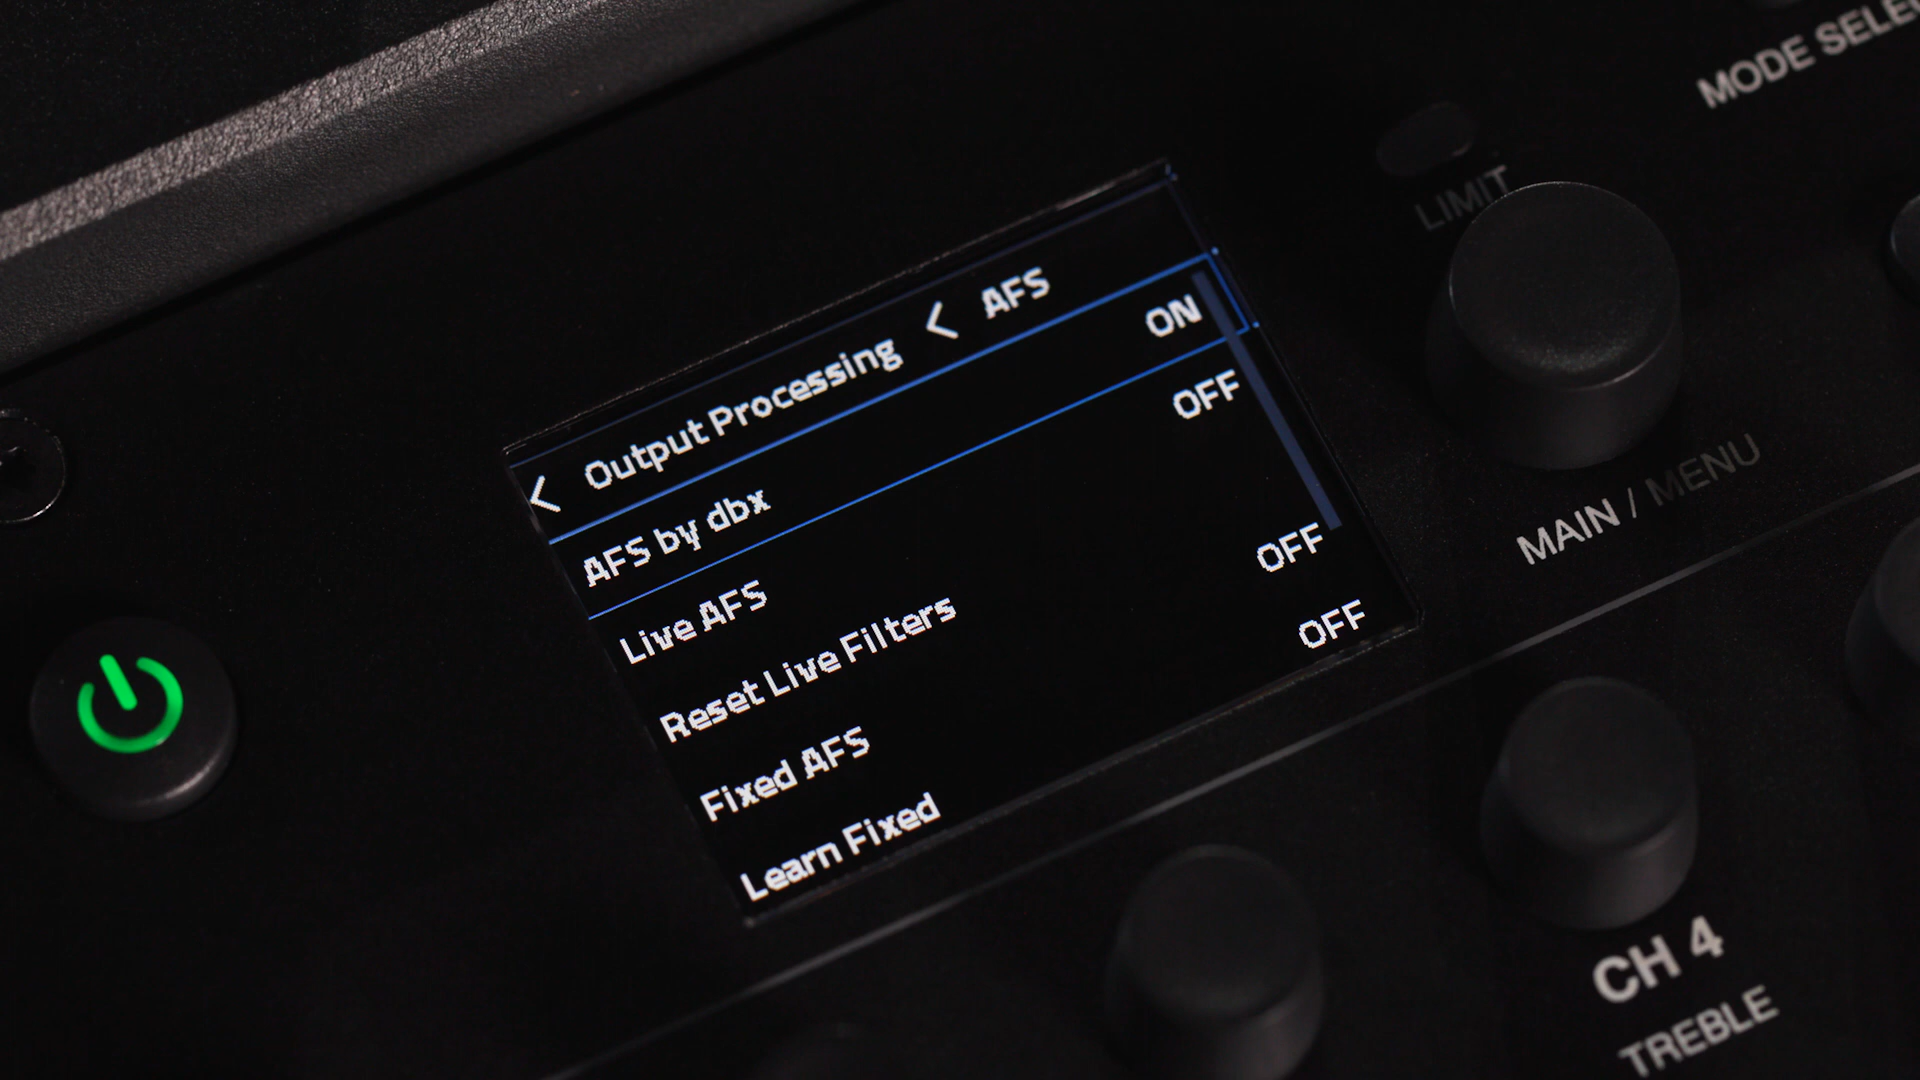 MODE SELEC
LIMIT
< Output Processing < AFS
AFS by dbx ON
Live AFS OFF
Reset Live Filters
Fixed AFS OFF
Learn Fixed OFF
MAIN / MENU
CH 4
TREBLE